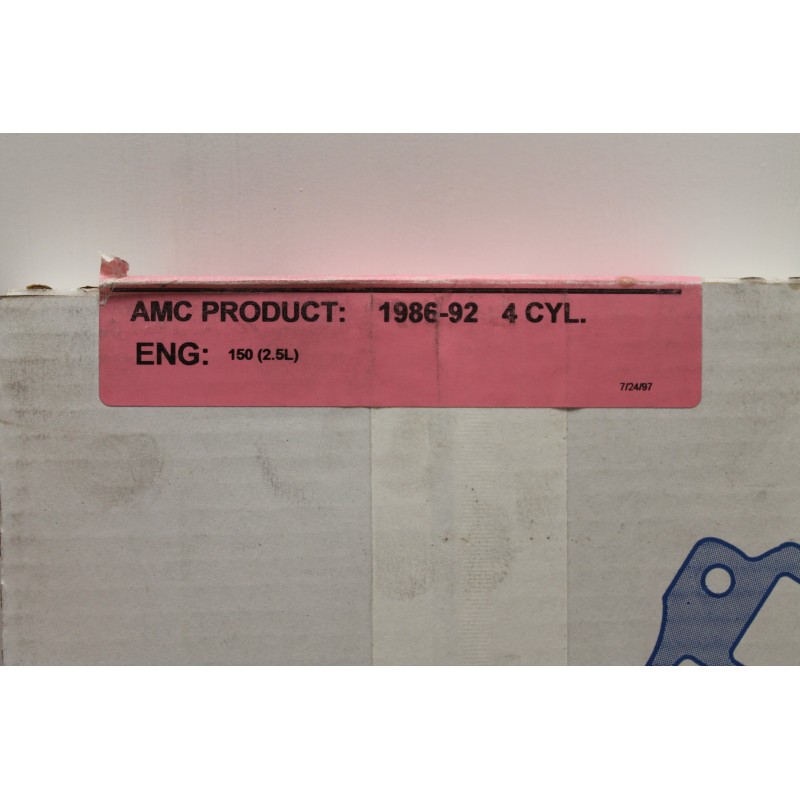 AMC PRODUCT: 1986-92 4 CYL.
ENG: 150 (2.5L)
7/24/97